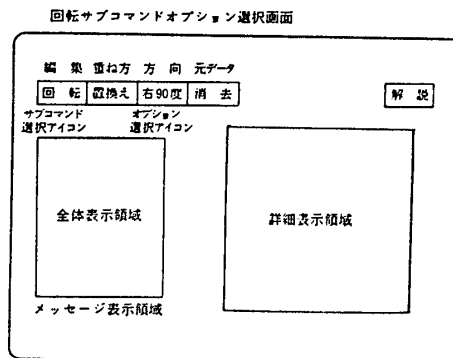 回転サブコマンドオプション選択画面
編 集 重ね方 方 向 元データ
回 転 置換え 右90度 消 去 解 説
サブコマンド オプション
選択アイコン 選択アイコン
全体表示領域 詳細表示領域
メッセージ表示領域